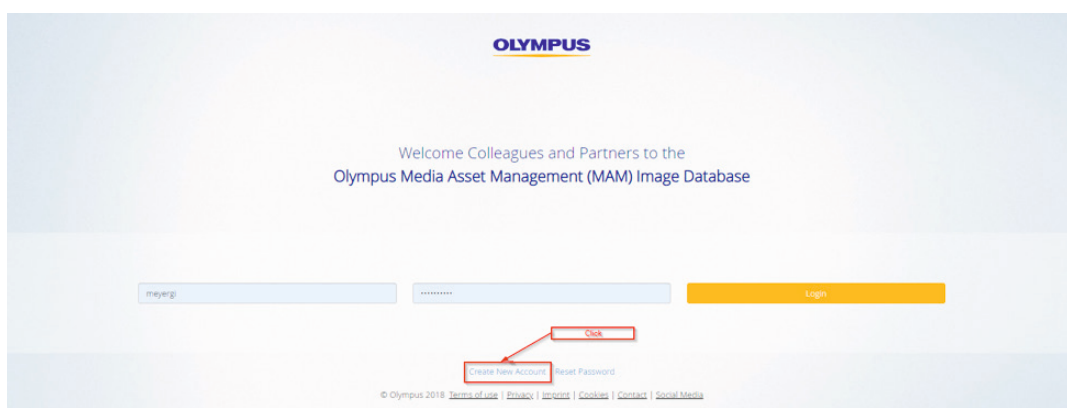 OLYMPUS
Welcome Colleagues and Partners to the
Olympus Media Asset Management (MAM) Image Database
meyergi
••••••••••
Login
Click
Create New Account Reset Password
© Olympus 2018 Terms of use | Privacy | Imprint | Cookies | Contact | Social Media